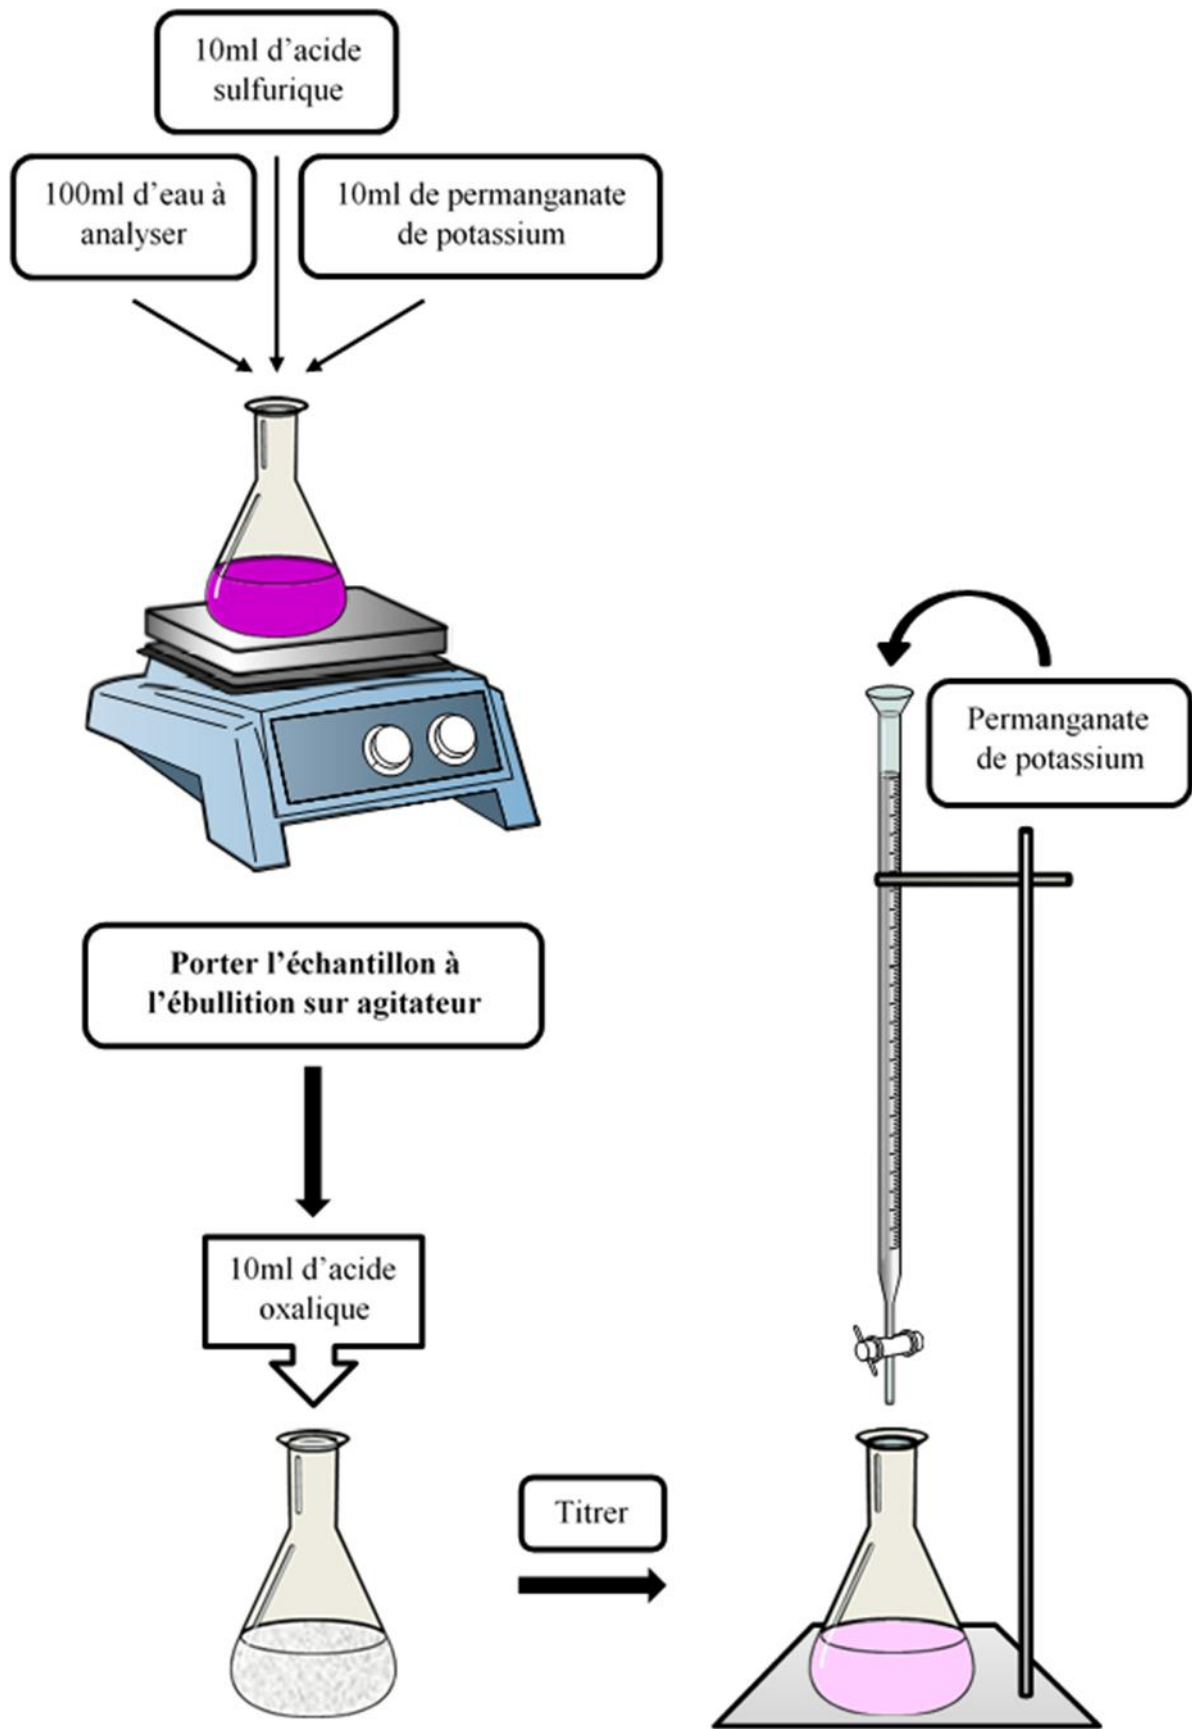 10ml d’acide
sulfurique
100ml d’eau à
analyser
10ml de permanganate
de potassium
Permanganate
de potassium
Porter l’échantillon à
l’ébullition sur agitateur
10ml d’acide
oxalique
Titrer